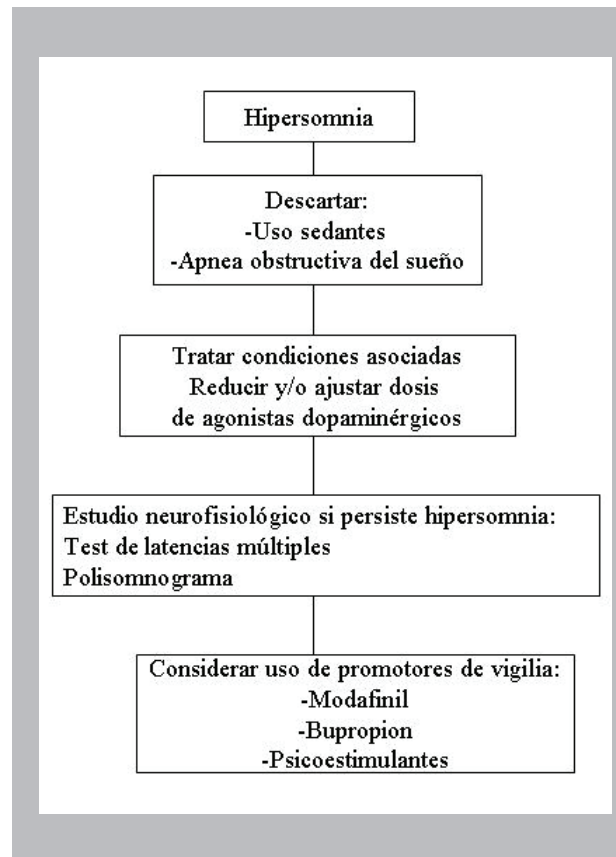 Hipersomnia
Descartar:
-Uso sedantes
-Apnea obstructiva del sueño
Tratar condiciones asociadas
Reducir y/o ajustar dosis
de agonistas dopaminérgicos
Estudio neurofisiológico si persiste hipersomnia:
Test de latencias múltiples
Polisomnograma
Considerar uso de promotores de vigilia:
-Modafinil
-Bupropion
-Psicoestimulantes